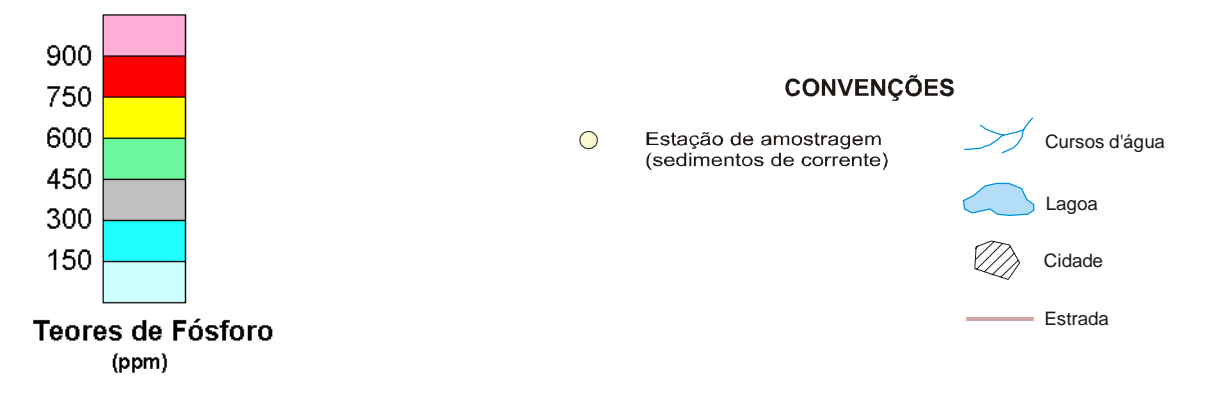 900
750
600
450
300
150
Teores de Fósforo
(ppm)
CONVENÇÕES
Estação de amostragem
(sedimentos de corrente)
Cursos d'água
Lagoa
Cidade
Estrada